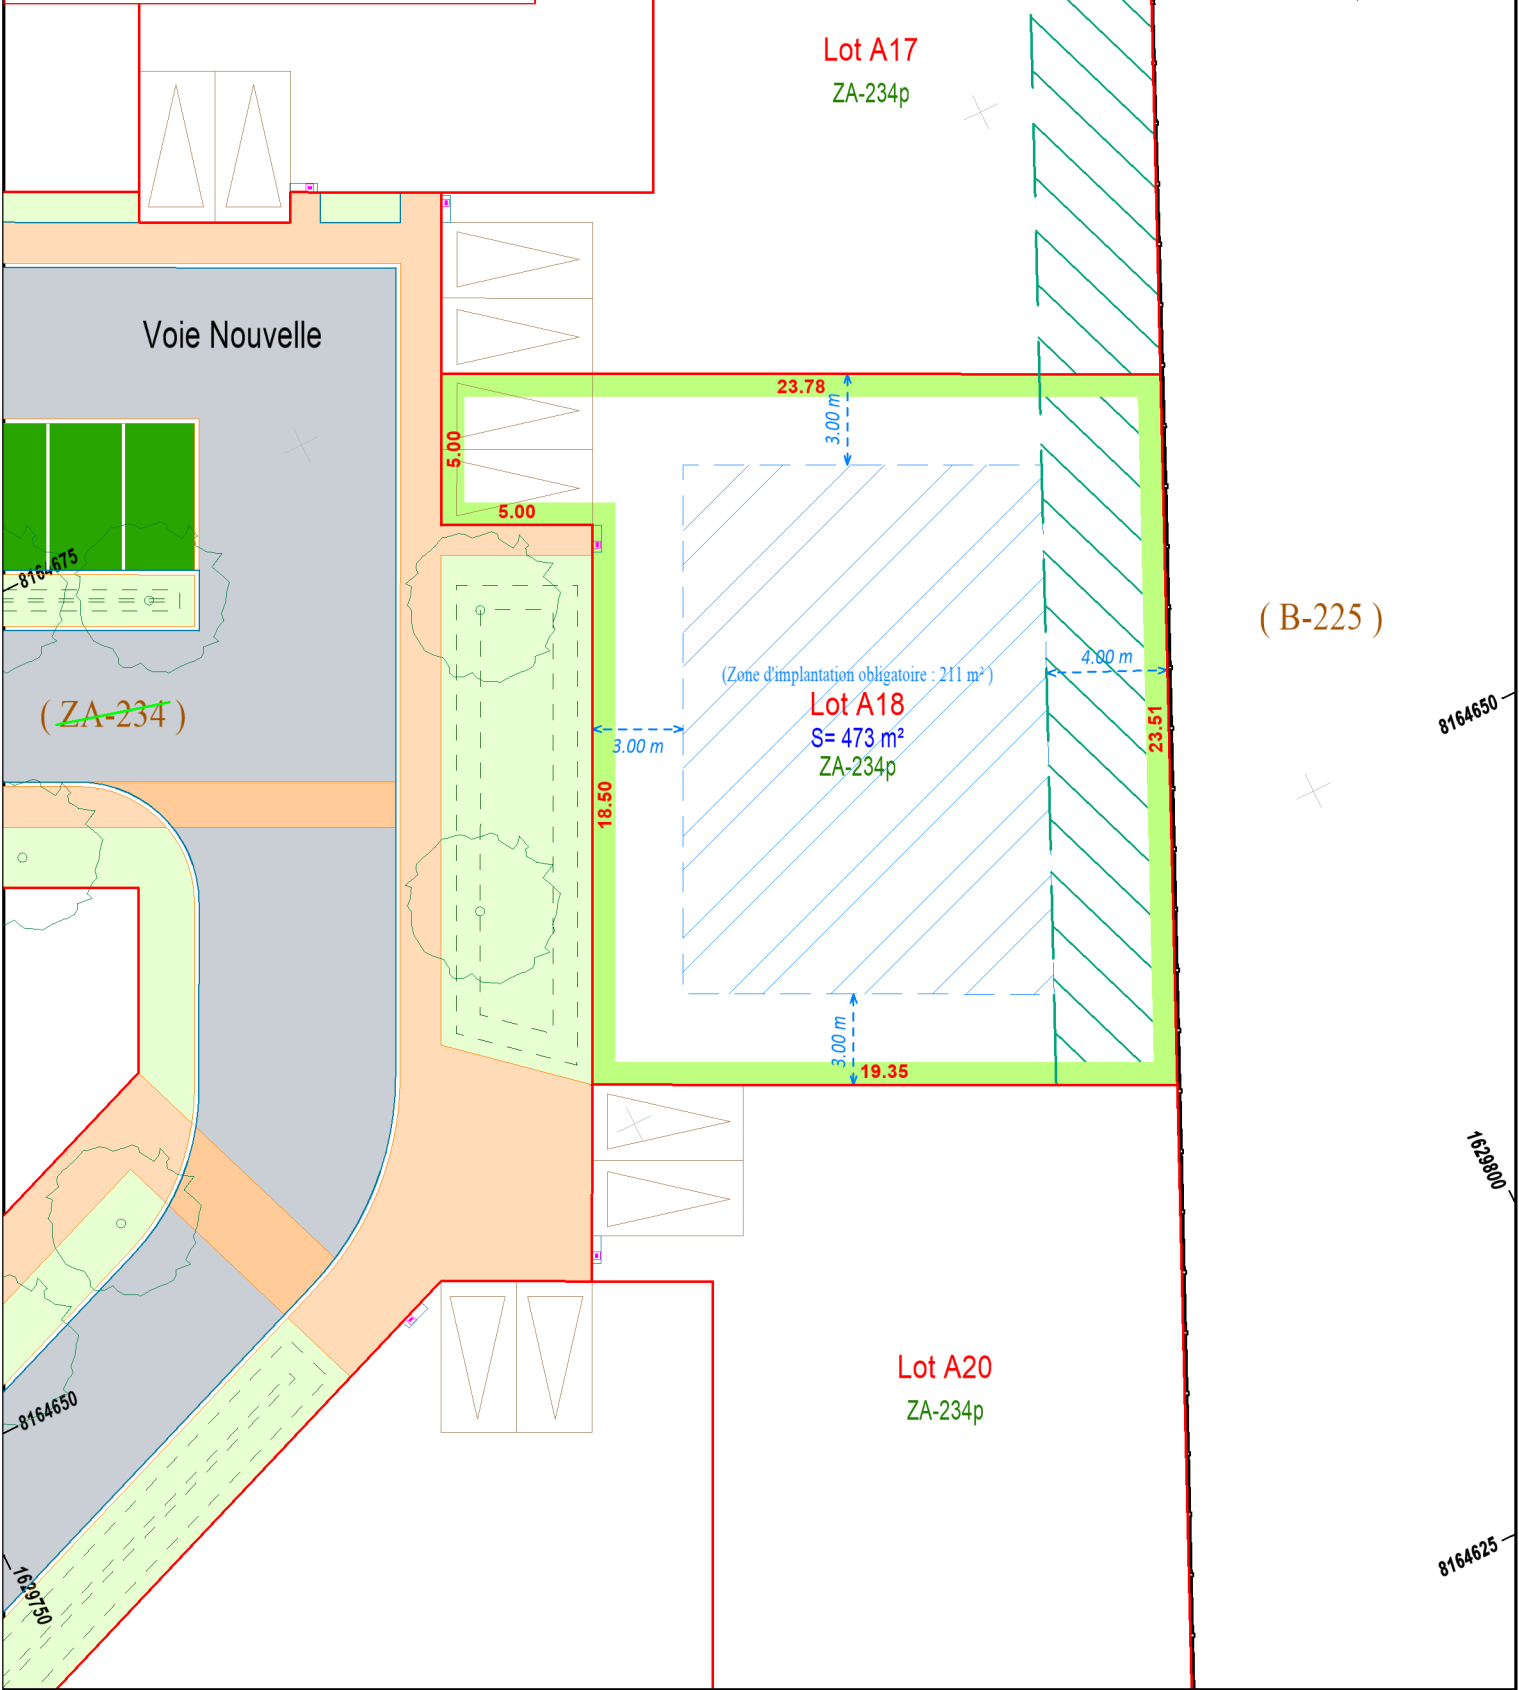 Lot A17
ZA-234p
Voie Nouvelle
23.78
3.00 m
5.00
5.00
8164675
( B-225 )
4.00 m
(Zone d'implantation obligatoire : 211 m² )
Lot A18
S= 473 m²
ZA-234p
( ZA-234 )
3.00 m
23.51
8164650
18.50
3.00 m
19.35
1629800
Lot A20
ZA-234p
8164650
8164625
1629750